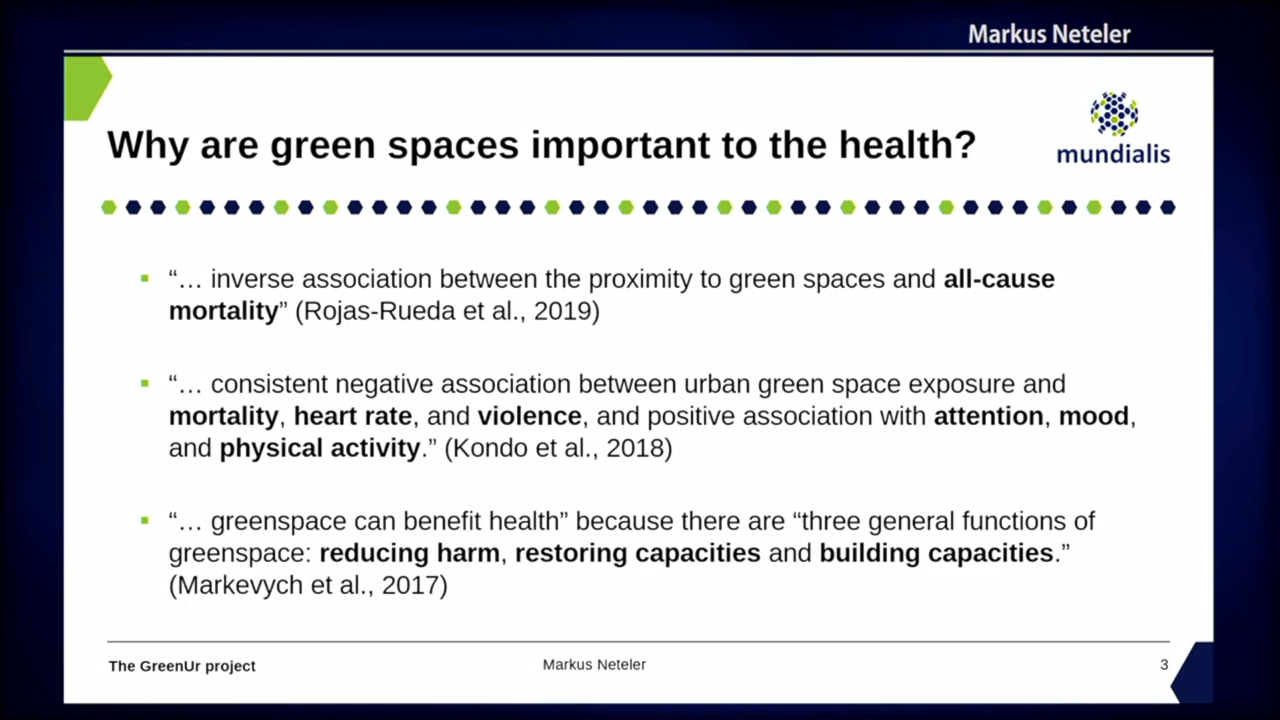 Markus Neteler
Why are green spaces important to the health?
mundialis
“… inverse association between the proximity to green spaces and all-cause
mortality” (Rojas-Rueda et al., 2019)
“… consistent negative association between urban green space exposure and
mortality, heart rate, and violence, and positive association with attention, mood,
and physical activity.” (Kondo et al., 2018)
“… greenspace can benefit health” because there are “three general functions of
greenspace: reducing harm, restoring capacities and building capacities.”
(Markevych et al., 2017)
The GreenUr project
Markus Neteler
3